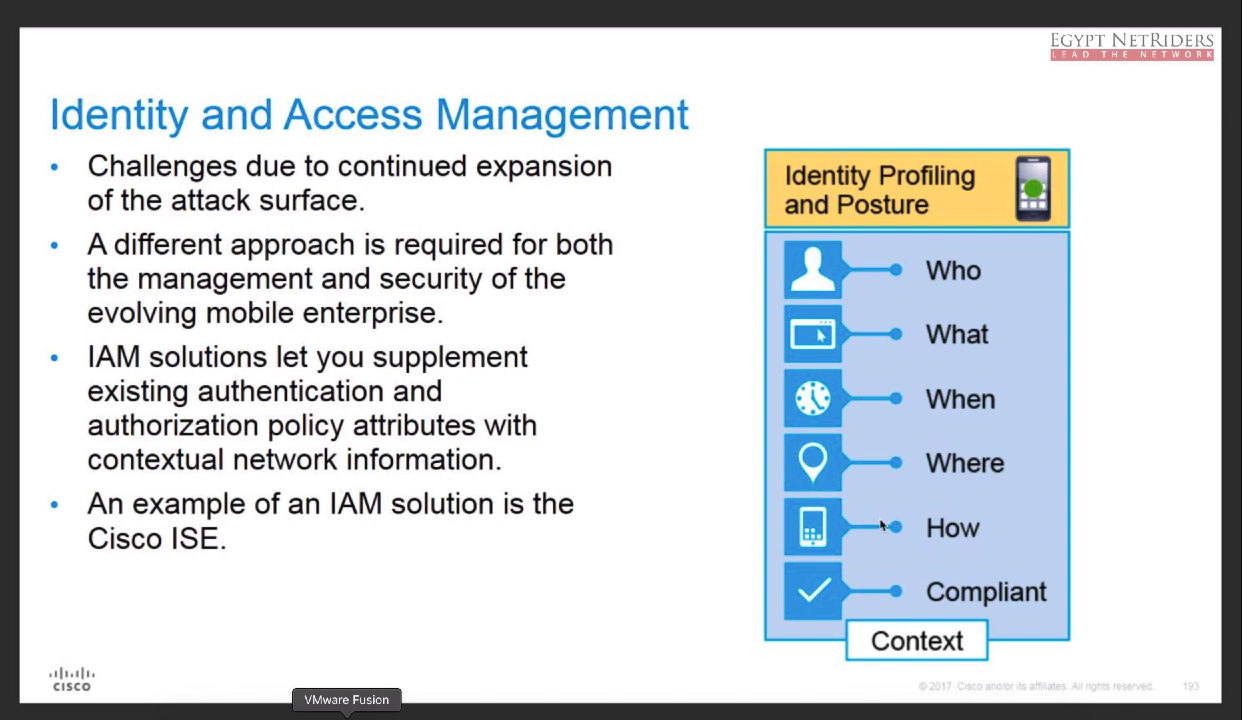 EGYPT NETRIDERS
LEAD THE NETWORK
Identity and Access Management
• Challenges due to continued expansion
of the attack surface.
• A different approach is required for both
the management and security of the
evolving mobile enterprise.
• IAM solutions let you supplement
existing authentication and
authorization policy attributes with
contextual network information.
• An example of an IAM solution is the
Cisco ISE.
Identity Profiling
and Posture
Who
What
When
Where
How
Compliant
Context
CISCO
© 2017 Cisco and/or its affiliates. All rights reserved. 193
VMware Fusion